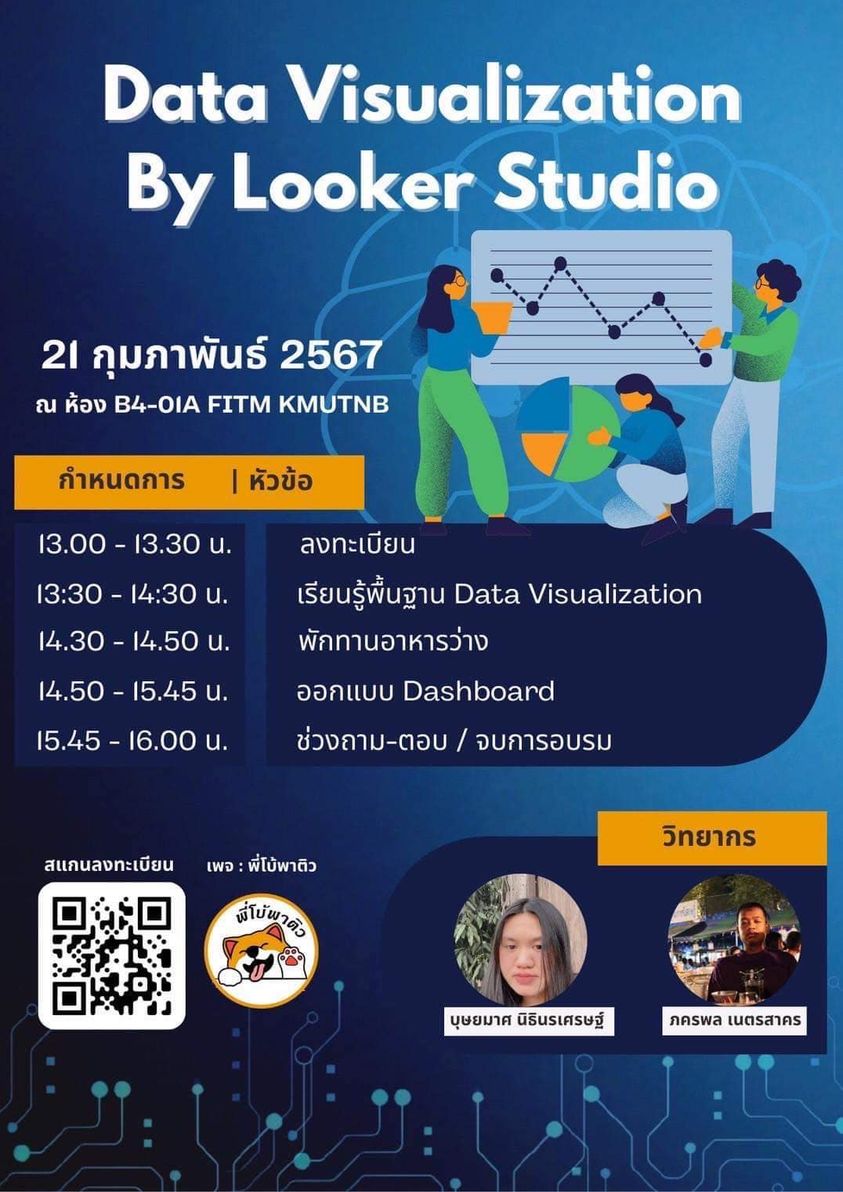 Data Visualization
By Looker Studio
21 กุมภาพันธ์ 2567
ณ ห้อง B4-01A FITM KMUTNB
กำหนดการ | หัวข้อ
13.00 - 13.30 น. ลงทะเบียน
13:30 - 14:30 น. เรียนรู้พื้นฐาน Data Visualization
14.30 - 14.50 น. พักทานอาหารว่าง
14.50 - 15.45 น. ออกแบบ Dashboard
15.45 - 16.00 น. ช่วงถาม-ตอบ / จบการอบรม
วิทยากร
สแกนลงทะเบียน เพจ : พี่โบ้พาติว
พี่โบ้พาติว
บุษยมาศ นิธินรเศรษฐ์ ภครพล เนตรสาคร